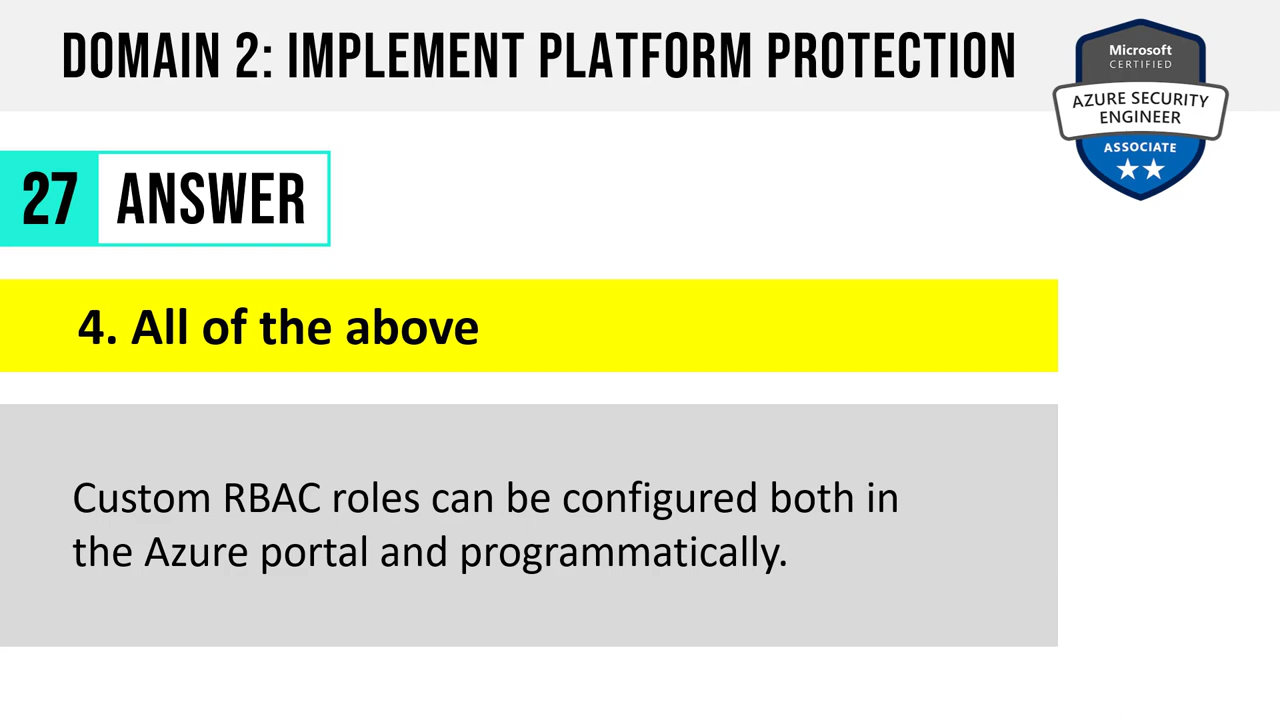 DOMAIN 2: IMPLEMENT PLATFORM PROTECTION
Microsoft
CERTIFIED
AZURE SECURITY
ENGINEER
ASSOCIATE
27 ANSWER
4. All of the above
Custom RBAC roles can be configured both in
the Azure portal and programmatically.